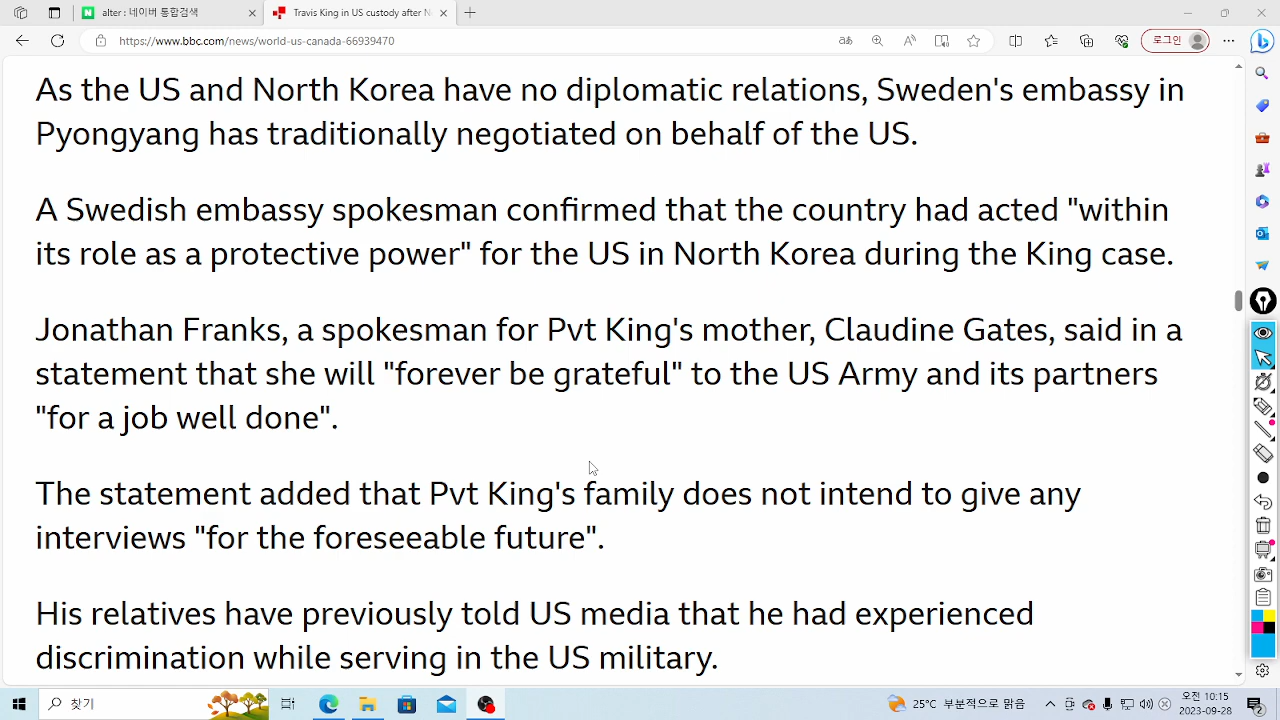 alter : 네이버 통합검색
Travis King in US custody after N
https://www.bbc.com/news/world-us-canada-66939470
로그인
As the US and North Korea have no diplomatic relations, Sweden's embassy in
Pyongyang has traditionally negotiated on behalf of the US.
A Swedish embassy spokesman confirmed that the country had acted "within
its role as a protective power" for the US in North Korea during the King case.
Jonathan Franks, a spokesman for Pvt King's mother, Claudine Gates, said in a
statement that she will "forever be grateful" to the US Army and its partners
"for a job well done".
The statement added that Pvt King's family does not intend to give any
interviews "for the foreseeable future".
His relatives have previously told US media that he had experienced
discrimination while serving in the US military.
찾기
25°C 부분적으로 맑음
오전 10:15
2023-09-28
2